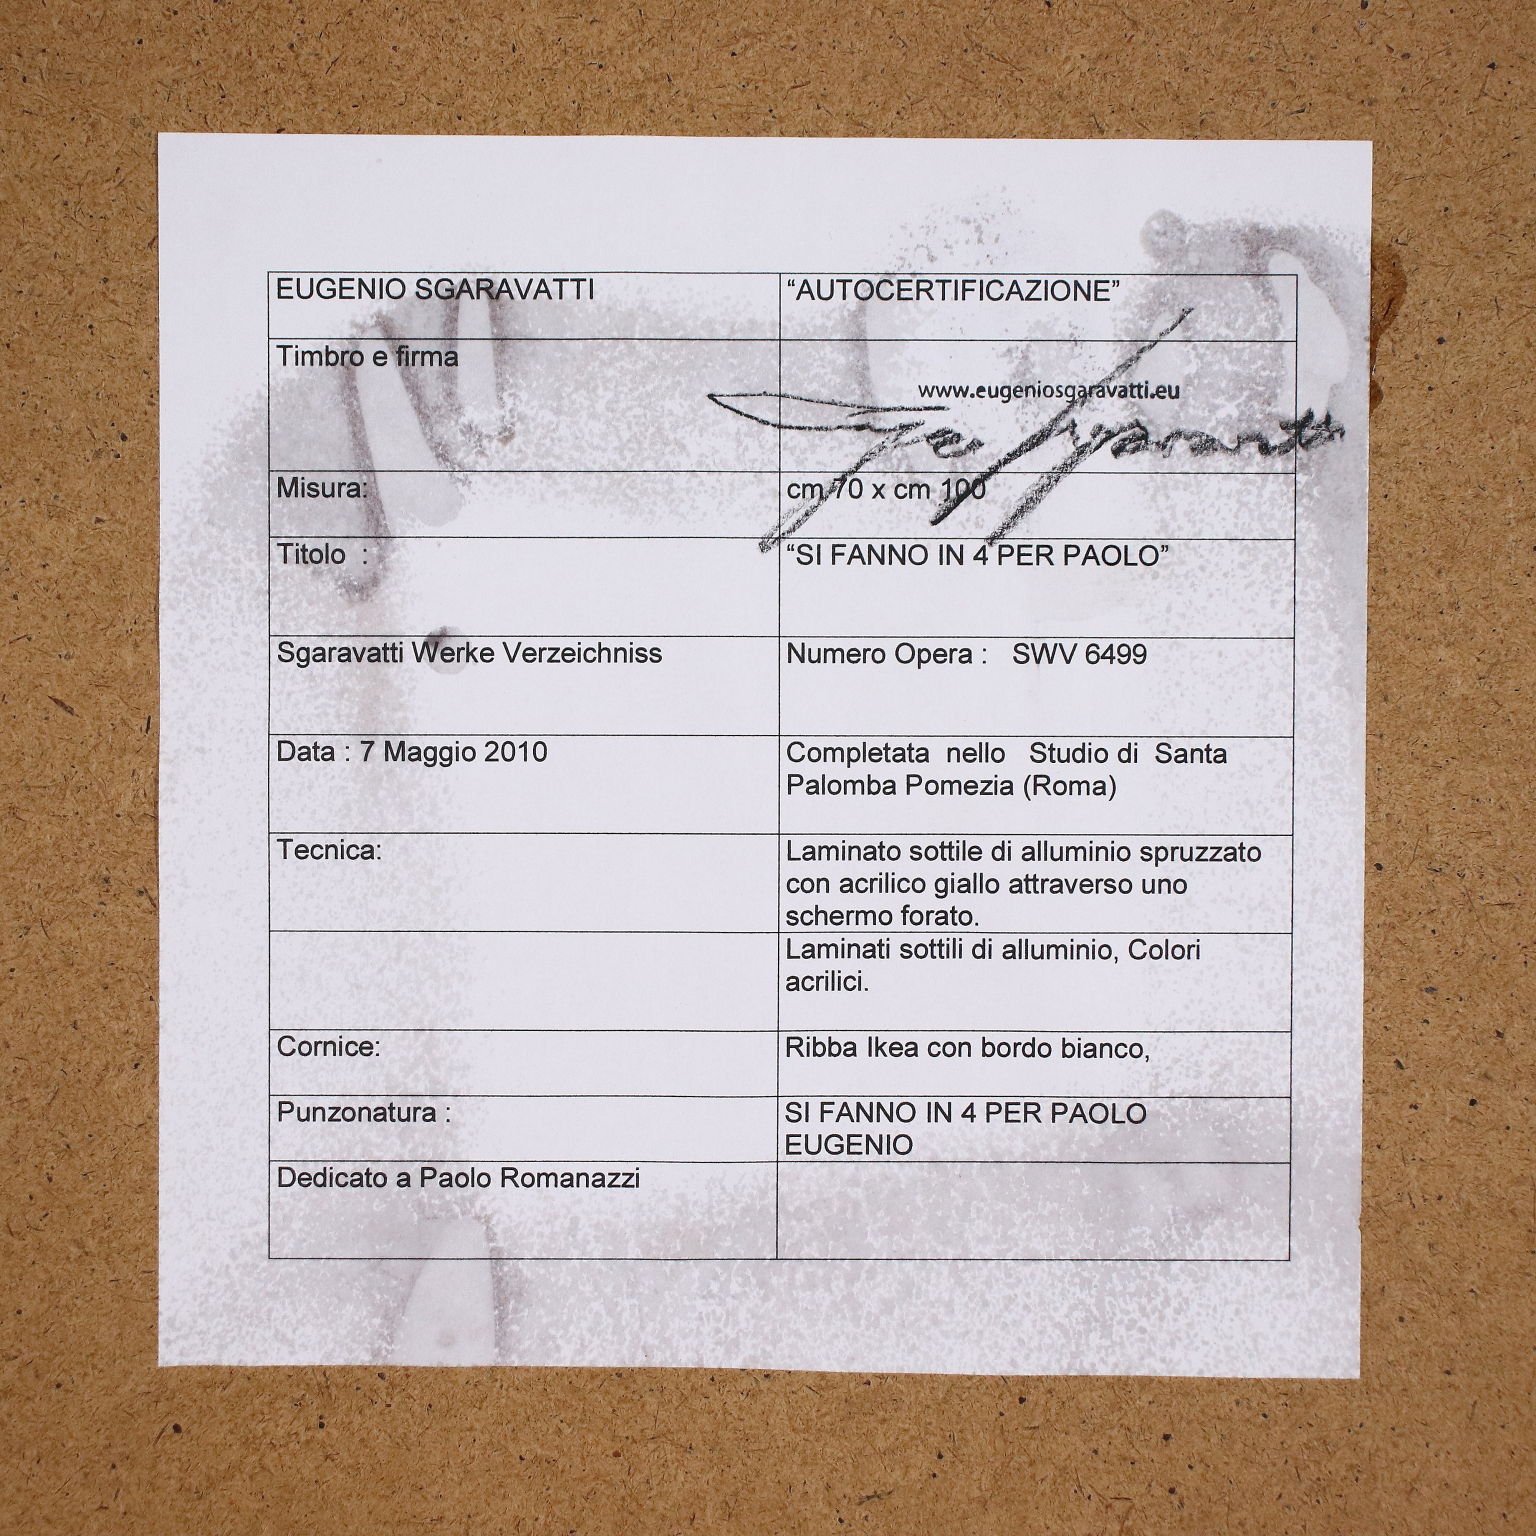 EUGENIO SGARAVATTI “AUTOCERTIFICAZIONE”
Timbro e firma
www.eugeniosgaravatti.eu
Eugenio Sgaravatti
Misura: cm 70 x cm 100
Titolo : “SI FANNO IN 4 PER PAOLO”
Sgaravatti Werke Verzeichniss Numero Opera : SWV 6499
Data : 7 Maggio 2010 Completata nello Studio di Santa
Palomba Pomezia (Roma)
Tecnica: Laminato sottile di alluminio spruzzato
con acrilico giallo attraverso uno
schermo forato.
Laminati sottili di alluminio, Colori
acrilici.
Cornice: Ribba Ikea con bordo bianco,
Punzonatura : SI FANNO IN 4 PER PAOLO
EUGENIO
Dedicato a Paolo Romanazzi